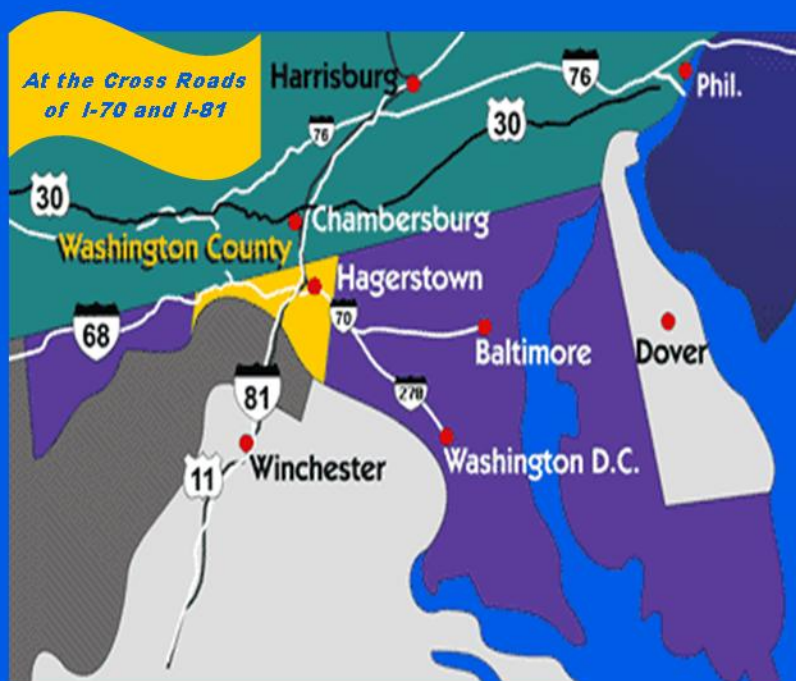 At the Cross Roads
of I-70 and I-81
Harrisburg
76
Phil.
76
30
30
Chambersburg
Washington County
Hagerstown
68
70
Baltimore
Dover
81
270
Washington D.C.
Winchester
11